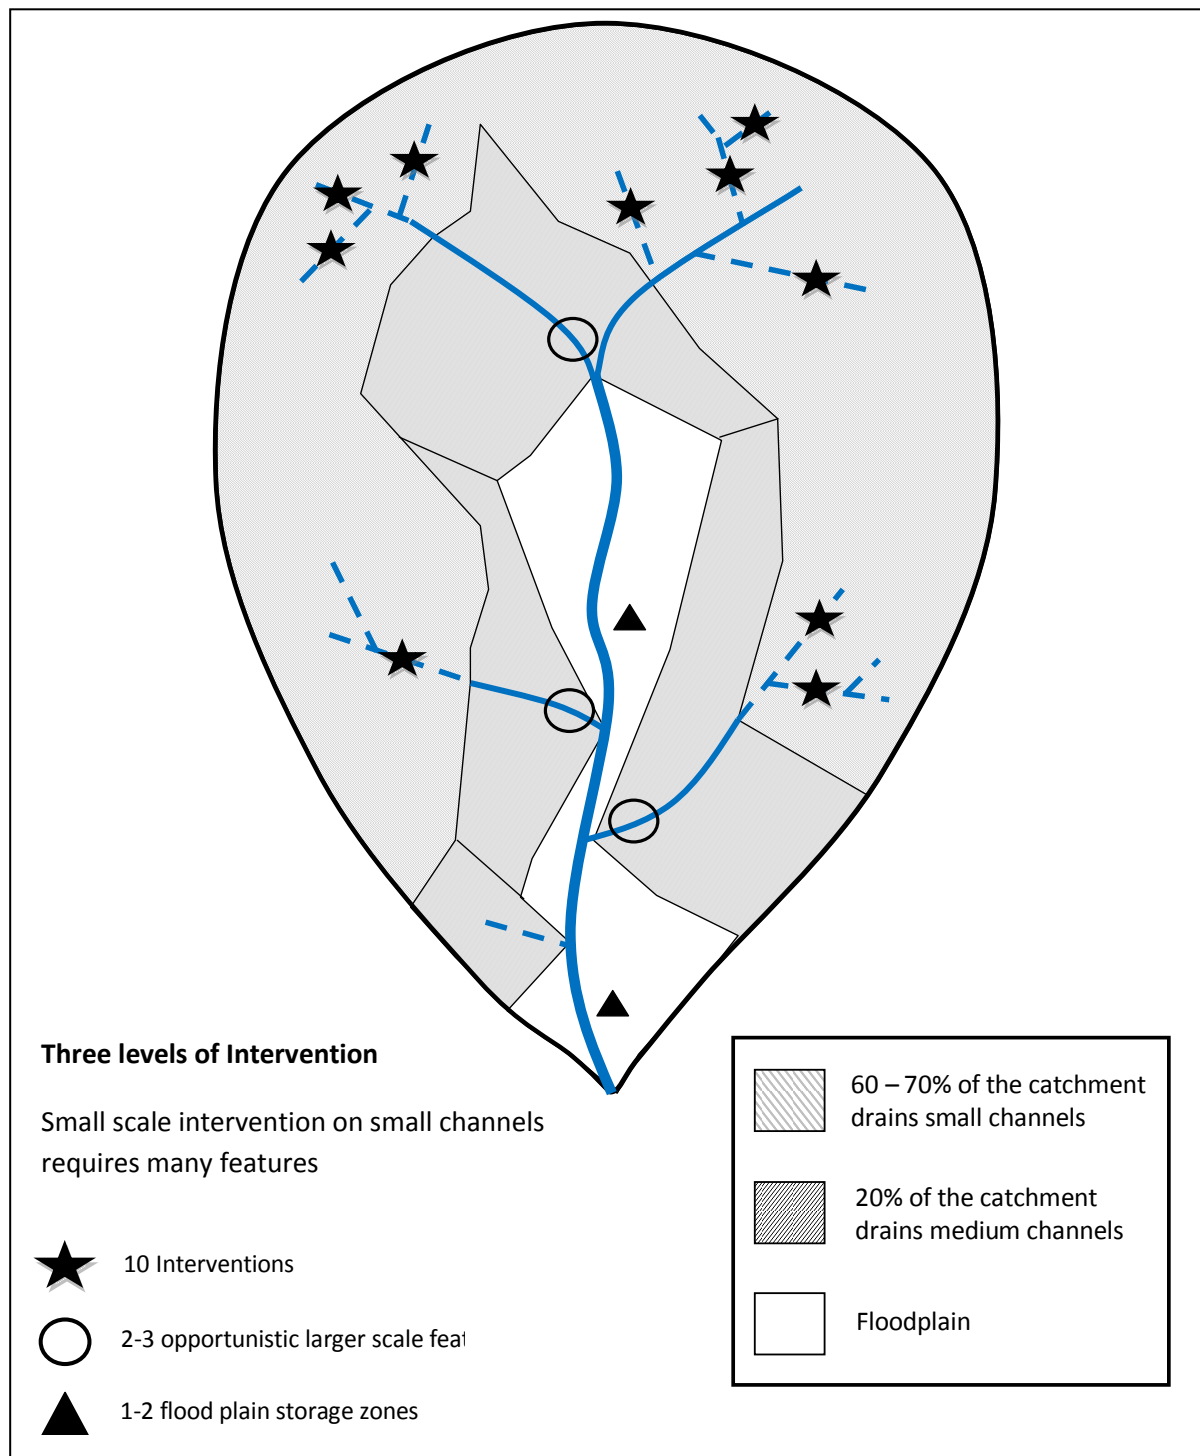 Three levels of Intervention
Small scale intervention on small channels
requires many features
10 Interventions
2-3 opportunistic larger scale
1-2 flood plain storage zones
60 – 70% of the catchment
drains small channels
20% of the catchment
drains medium channels
Floodplain